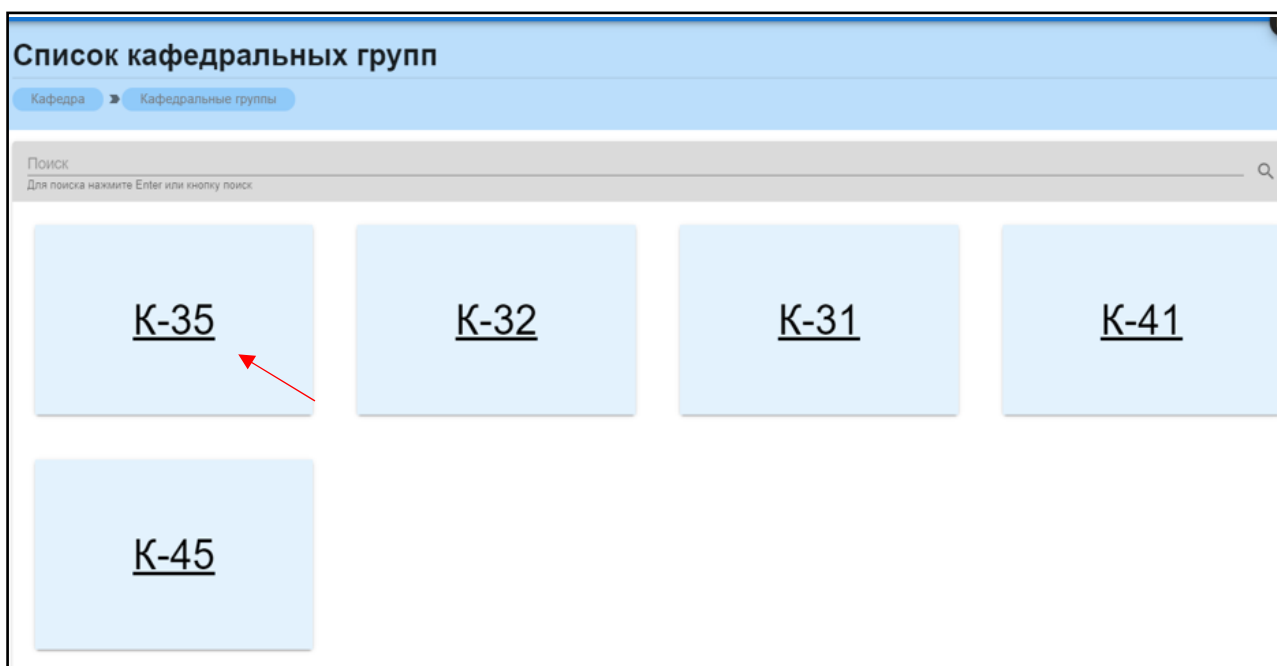 Список кафедральных групп
Кафедра Кафедральные группы
Поиск
Для поиска нажмите Enter или кнопку поиск
К-35 К-32 К-31 К-41
К-45